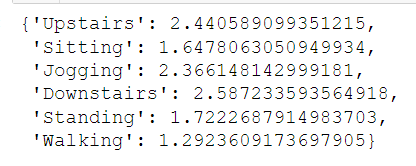 {'Upstairs': 2.440589099351215,
'Sitting': 1.6478063050949934,
'Jogging': 2.366148142999181,
'Downstairs': 2.587233593564918,
'Standing': 1.7222687914983703,
'Walking': 1.2923609173697905}